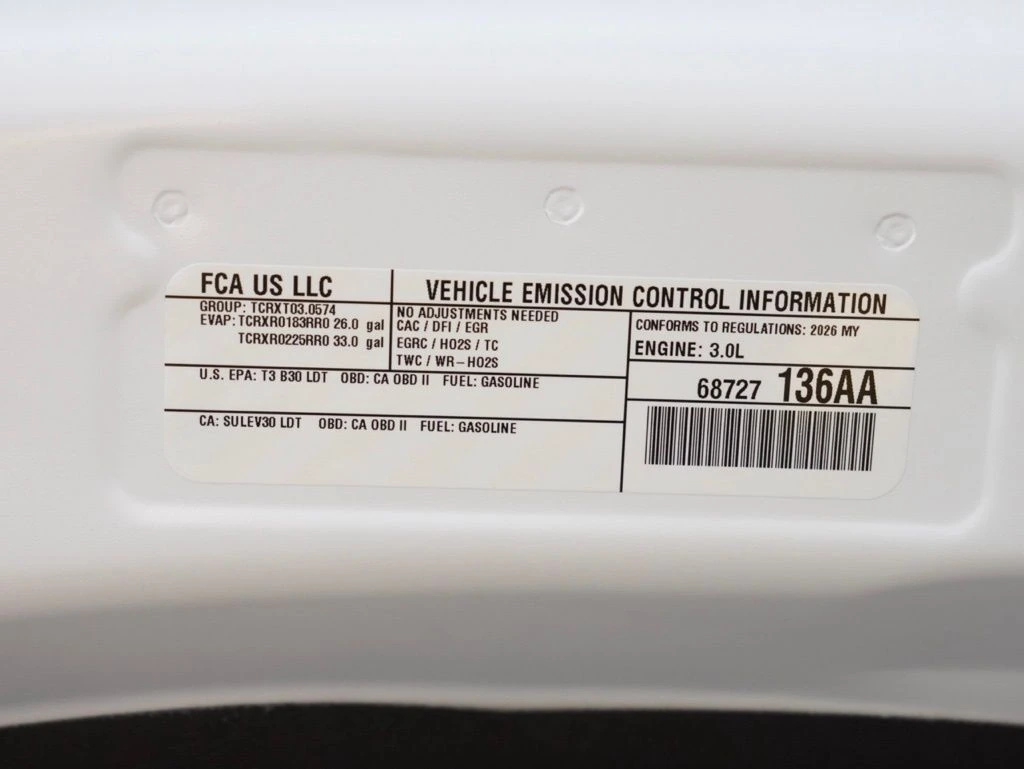 FCA US LLC
VEHICLE EMISSION CONTROL INFORMATION
GROUP: TCRXT03.0574
EVAP: TCRXR0183RR0 26.0 gal
TCRXR0225RR0 33.0 gal
NO ADJUSTMENTS NEEDED
CAC / DFI / EGR
EGRC / HO2S / TC
TWC / WR-HO2S
CONFORMS TO REGULATIONS: 2026 MY
ENGINE: 3.0L
U.S. EPA: T3 B30 LDT OBD: CA OBD II FUEL: GASOLINE
68727 136AA
CA: SULEV30 LDT OBD: CA OBD II FUEL: GASOLINE